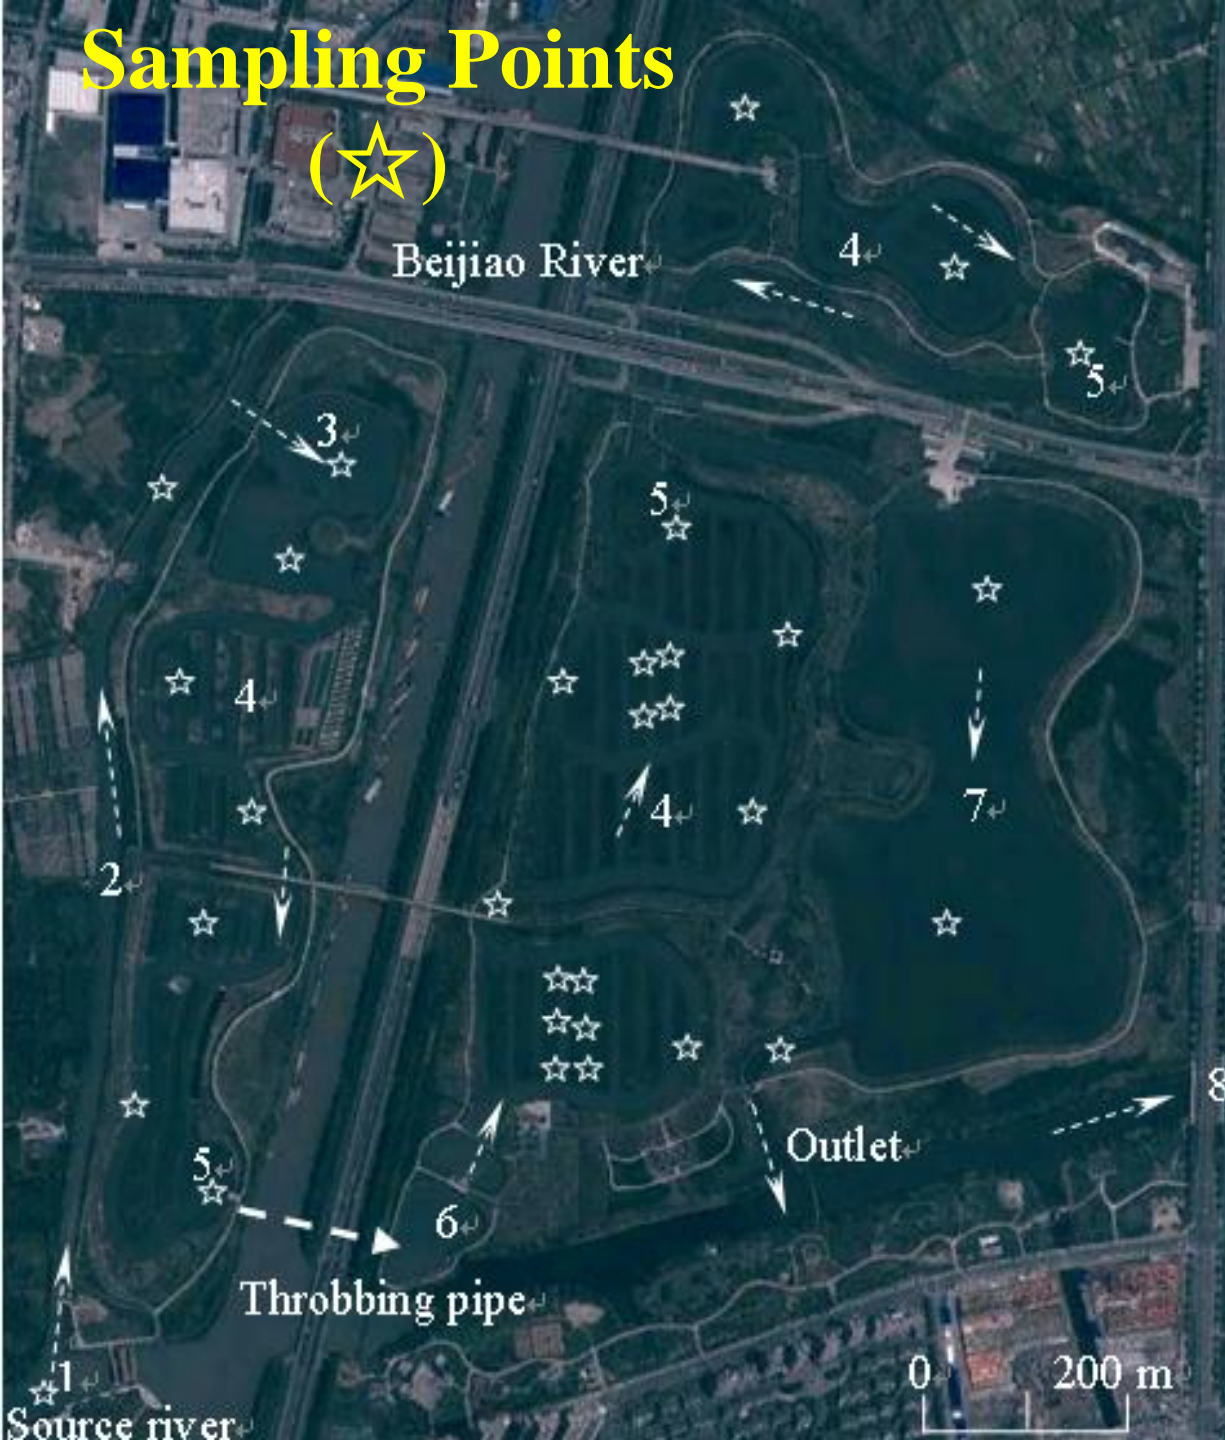 Sampling Points
(☆)
Beijiao River↵
4↵
5↵
3↵
5↵
4↵
4↵
7↵
2↵
8
Outlet↵
5↵
6↵
Throbbing pipe↵
1↵
0 200 m
Source river↵